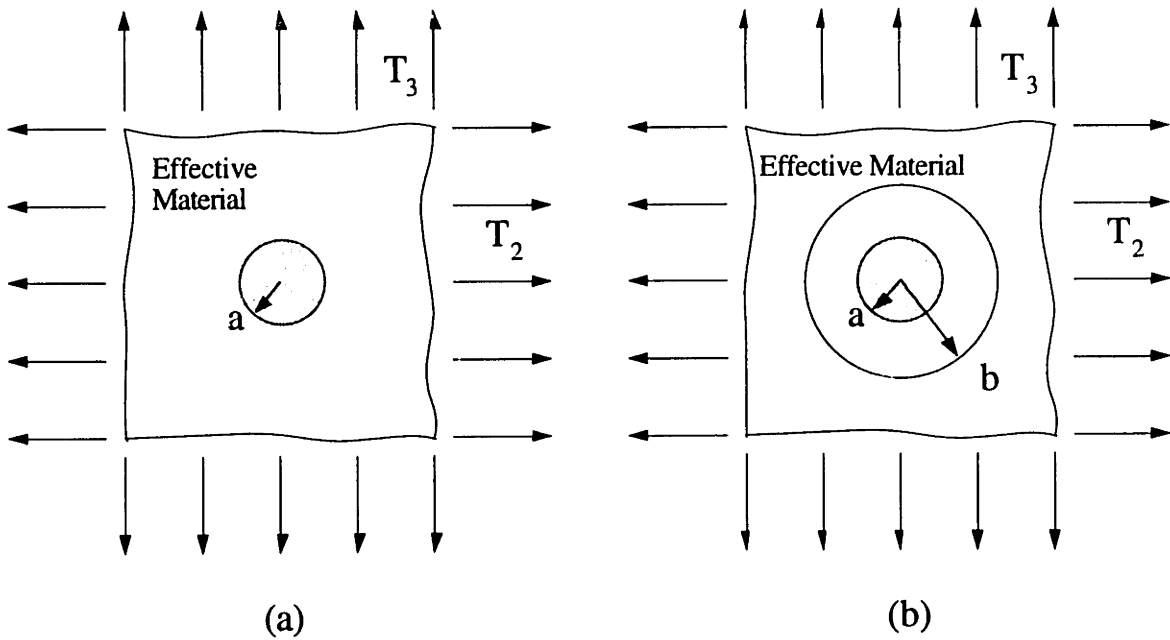 T3
Effective
Material
T2
a
(a)
T3
Effective Material
T2
a
b
(b)